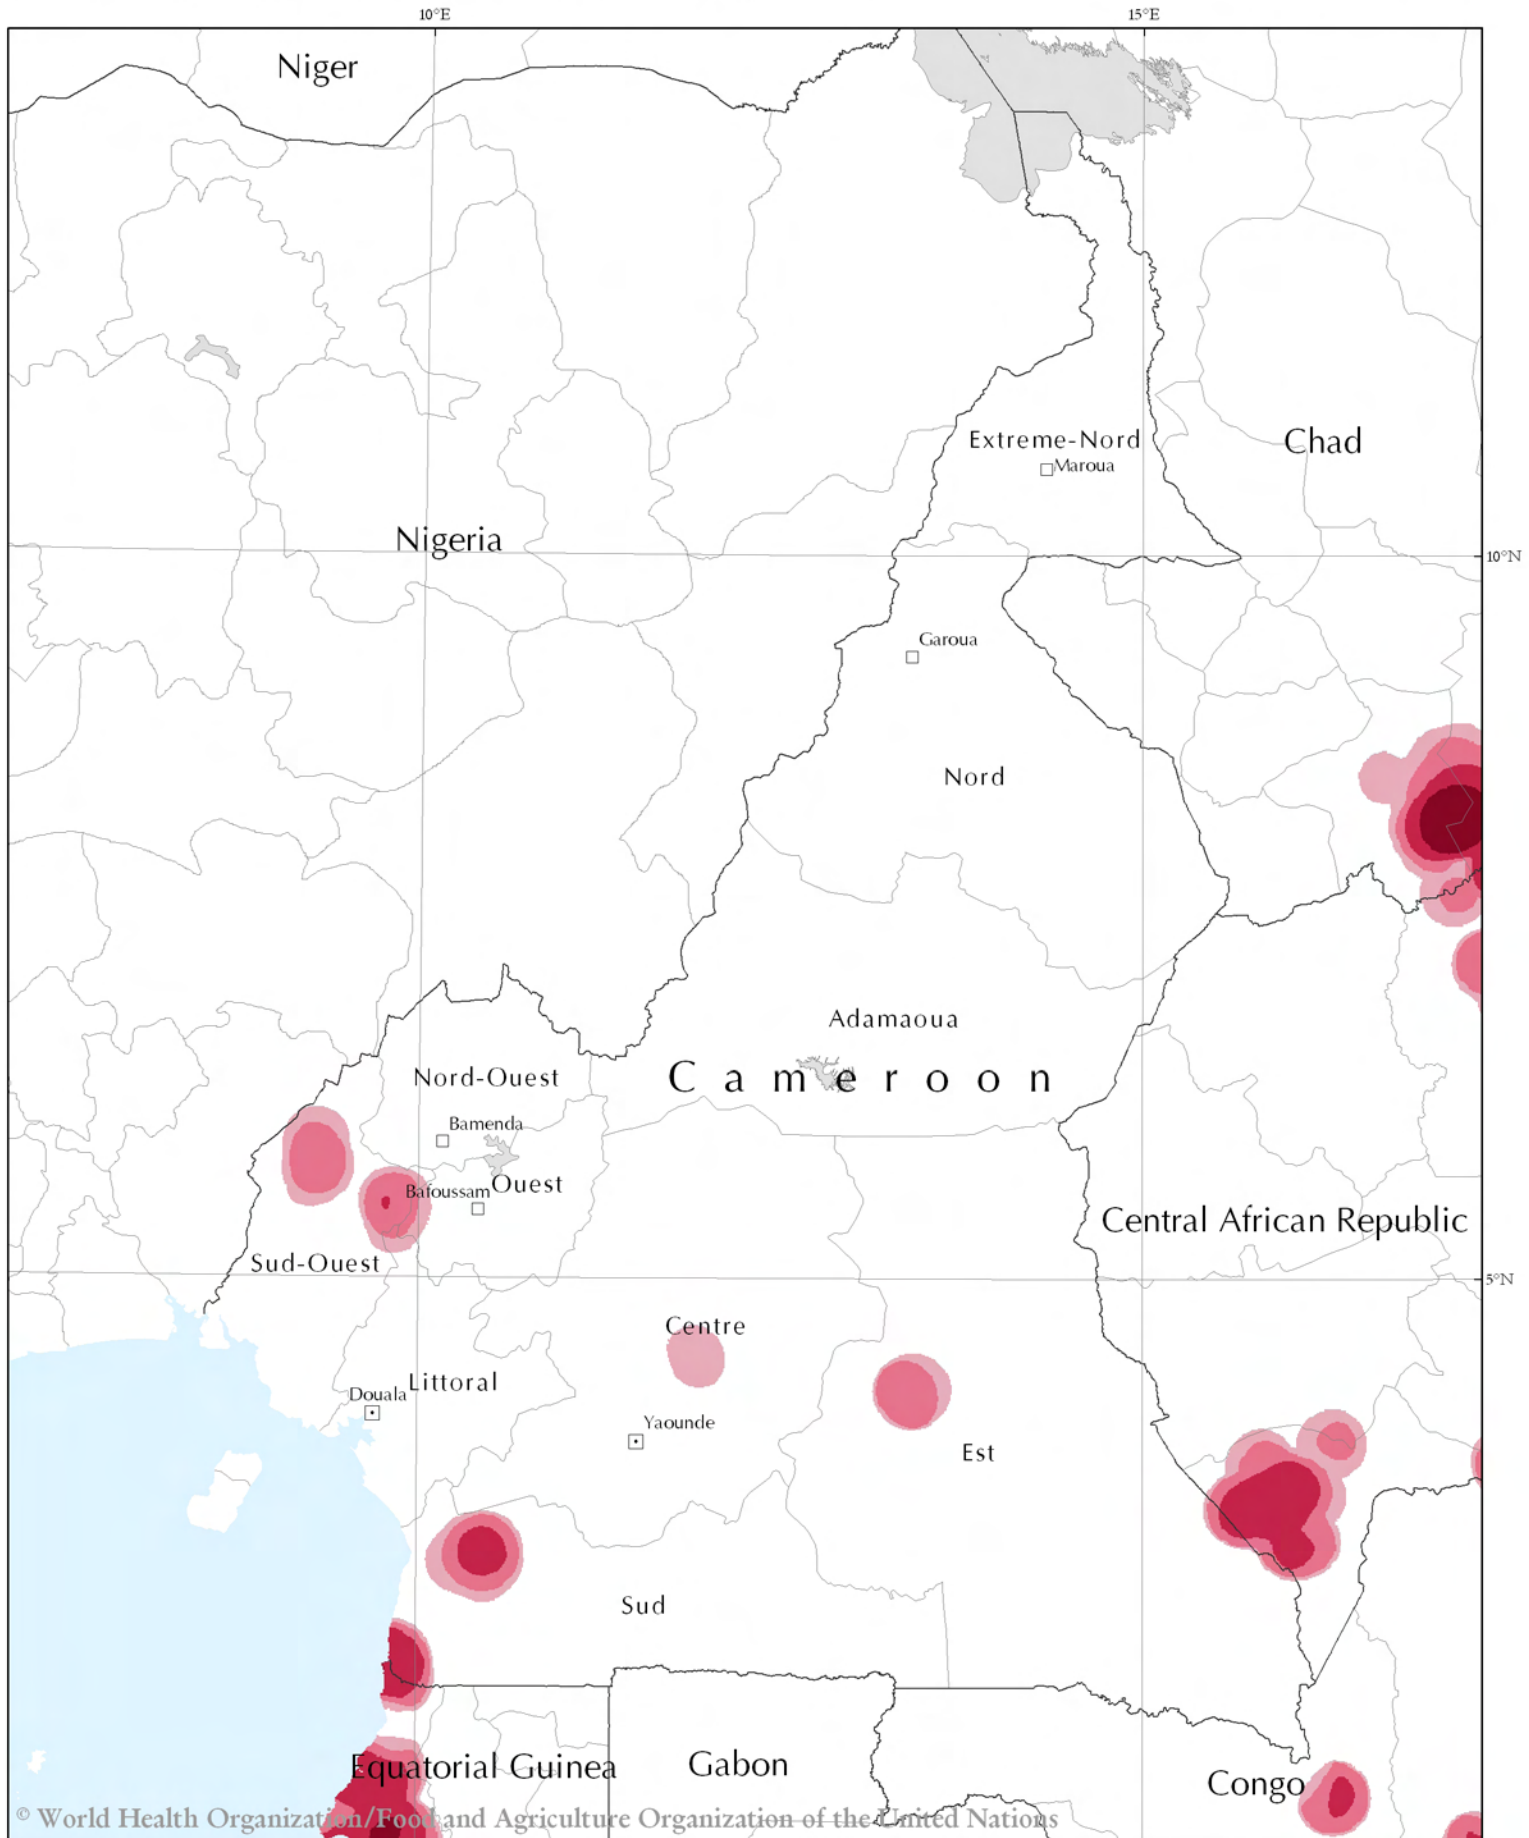 10°E
15°E
Niger
Extreme-Nord
Chad
Maroua
Nigeria
10°N
Garoua
Nord
Adamaoua
Nord-Ouest
Cameroon
Bamenda
Ouest
Bafoussam
Central African Republic
Sud-Ouest
5°N
Centre
Littoral
Douala
Yaounde
Est
Sud
Equatorial Guinea
Gabon
Congo
© World Health Organization/Food and Agriculture Organization of the United Nations